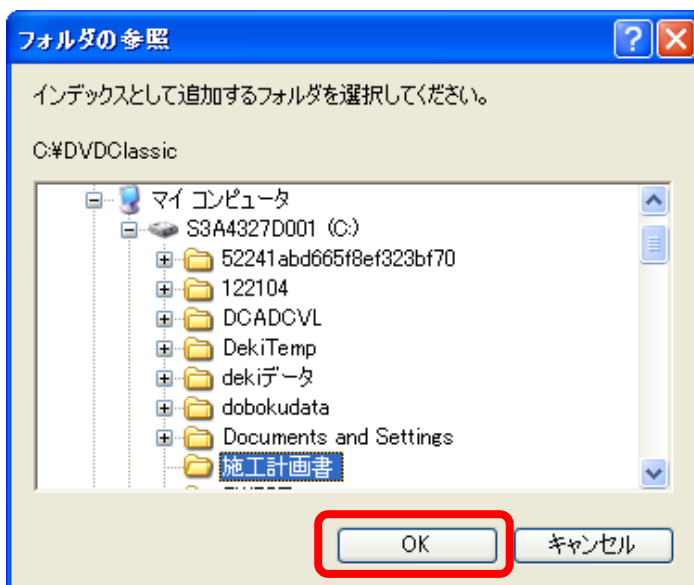 フォルダの参照
インデックスとして追加するフォルダを選択してください。
C:¥DVDClassic
マイ コンピュータ
S3A4327D001 (C:)
52241abd665f8ef323bf70
122104
DCADCVL
DekiTemp
dekiデータ
dobokudata
Documents and Settings
施工計画書
OK キャンセル